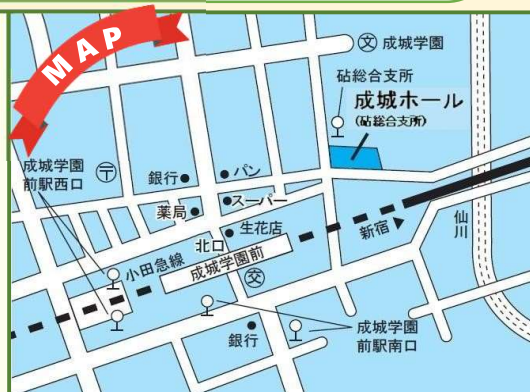 MAP
文 成城学園
砧総合支所
成城ホール
(砧総合支所)
成城学園
前駅西口
〒
銀行
パン
スーパー
薬局
生花店
北口
新宿
仙川
小田急線
成城学園前
交
銀行
成城学園
前駅南口